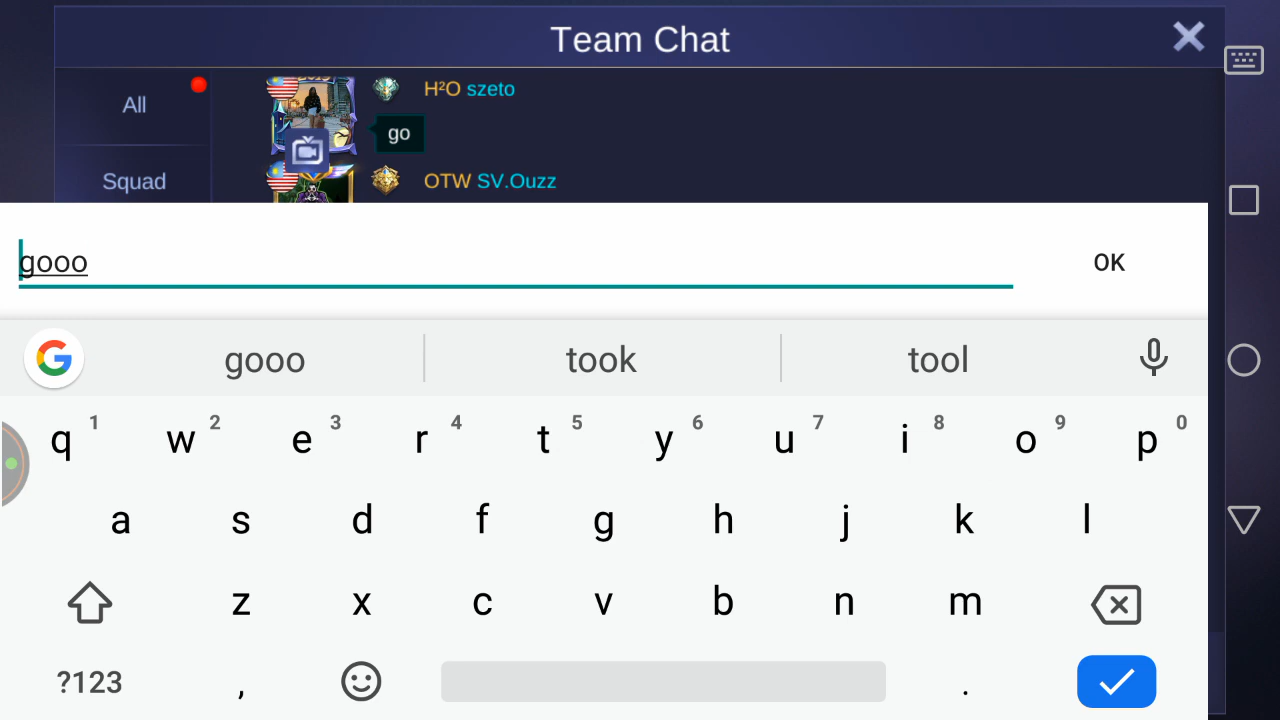 Team Chat
All
H²O szeto
go
Squad
OTW SV.Ouzz
gooo
OK
gooo took tool
q 1 w 2 e 3 r 4 t 5 y 6 u 7 i 8 o 9 p 0
a s d f g h j k l
z x c v b n m
?123 , .